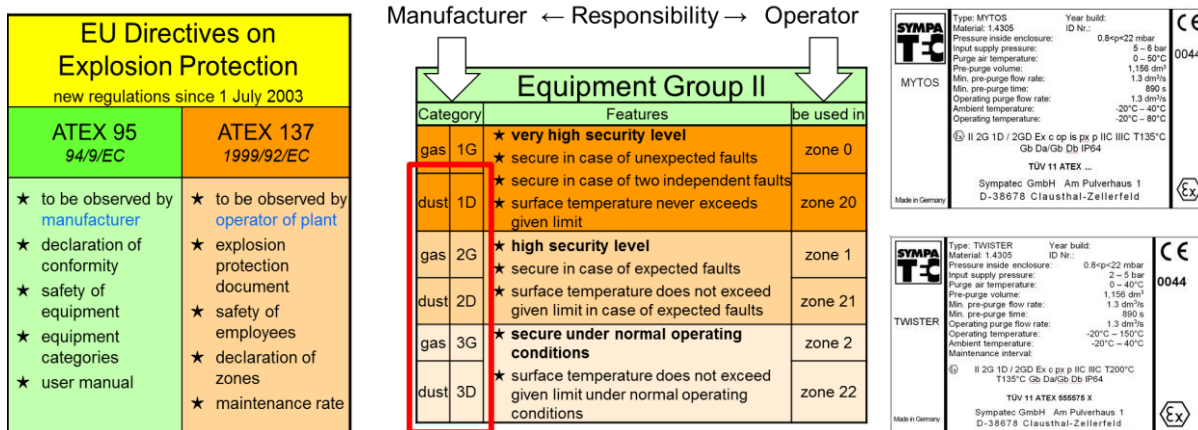 EU Directives on
Explosion Protection
new regulations since 1 July 2003
ATEX 95
94/9/EC
★ to be observed by
manufacturer
★ declaration of
conformity
★ safety of
equipment
★ equipment
categories
★ user manual
ATEX 137
1999/92/EC
★ to be observed by
operator of plant
★ explosion
protection
document
★ safety of
employees
★ declaration of
zones
★ maintenance rate
Manufacturer ← Responsibility → Operator
Equipment Group II
Category Features be used in
gas 1G
dust 1D
★ very high security level
★ secure in case of unexpected faults
★ secure in case of two independent faults
★ surface temperature never exceeds
given limit
zone 0
zone 20
gas 2G
dust 2D
★ high security level
★ secure in case of expected faults
★ surface temperature does not exceed
given limit in case of expected faults
zone 1
zone 21
gas 3G
dust 3D
★ secure under normal operating
conditions
★ surface temperature does not exceed
given limit under normal operating
conditions
zone 2
zone 22
SYMPA
TEC
MYTOS
Made in Germany
Type: MYTOS Year build:
Material: 1.4305 ID Nr.:
Pressure inside enclosure: 0.8<p<22 mbar
Input supply pressure: 5 – 6 bar
Purge air temperature: 0 – 50°C
Pre-purge volume: 1,156 dm³
Min. pre-purge flow rate: 1.3 dm³/s
Min. pre-purge time: 890 s
Operating purge flow rate: 1.3 dm³/s
Ambient temperature: -20°C – 40°C
Operating temperature: -20°C – 80°C
Ex II 2G 1D / 2GD Ex c op is px p IIC IIIC T135°C
Gb Da/Gb Db IP64
TÜV 11 ATEX ...
Sympatec GmbH Am Pulverhaus 1
D-38678 Clausthal-Zellerfeld
CE
0044
Ex
SYMPA
TEC
TWISTER
Made in Germany
Type: TWISTER Year build:
Material: 1.4305 ID Nr.:
Pressure inside enclosure: 0.8<p<22 mbar
Input supply pressure: 2 – 5 bar
Purge air temperature: 0 – 40°C
Pre-purge volume: 1,156 dm³
Min. pre-purge flow rate: 1.3 dm³/s
Min. pre-purge time: 890 s
Operating purge flow rate: 1.3 dm³/s
Operating temperature: -20°C – 150°C
Ambient temperature: -20°C – 40°C
Maintenance interval:
Ex II 2G 1D / 2GD Ex c px p IIC IIIC T200°C
T135°C Gb Da/Gb Db IP64
TÜV 11 ATEX 555575 X
Sympatec GmbH Am Pulverhaus 1
D-38678 Clausthal-Zellerfeld
CE
0044
Ex